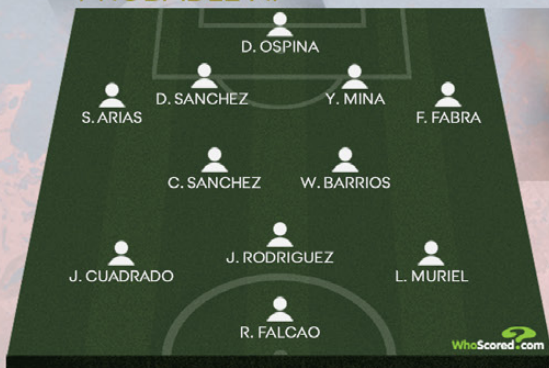 D. OSPINA
D. SANCHEZ
Y. MINA
S. ARIAS
F. FABRA
C. SANCHEZ
W. BARRIOS
J. RODRIGUEZ
J. CUADRADO
L. MURIEL
R. FALCAO
WhoScored.com